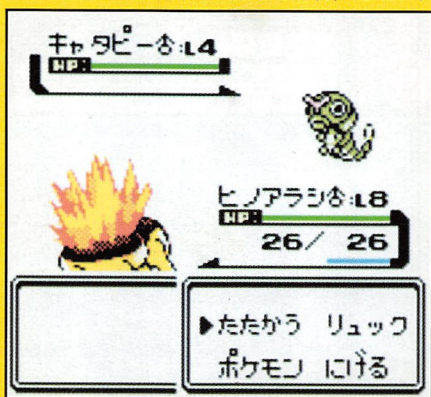 キャタピー♂:L4
HP:
ヒノアラシ♂:L8
HP:
26/ 26
▶たたかう リュック
ポケモン にげる